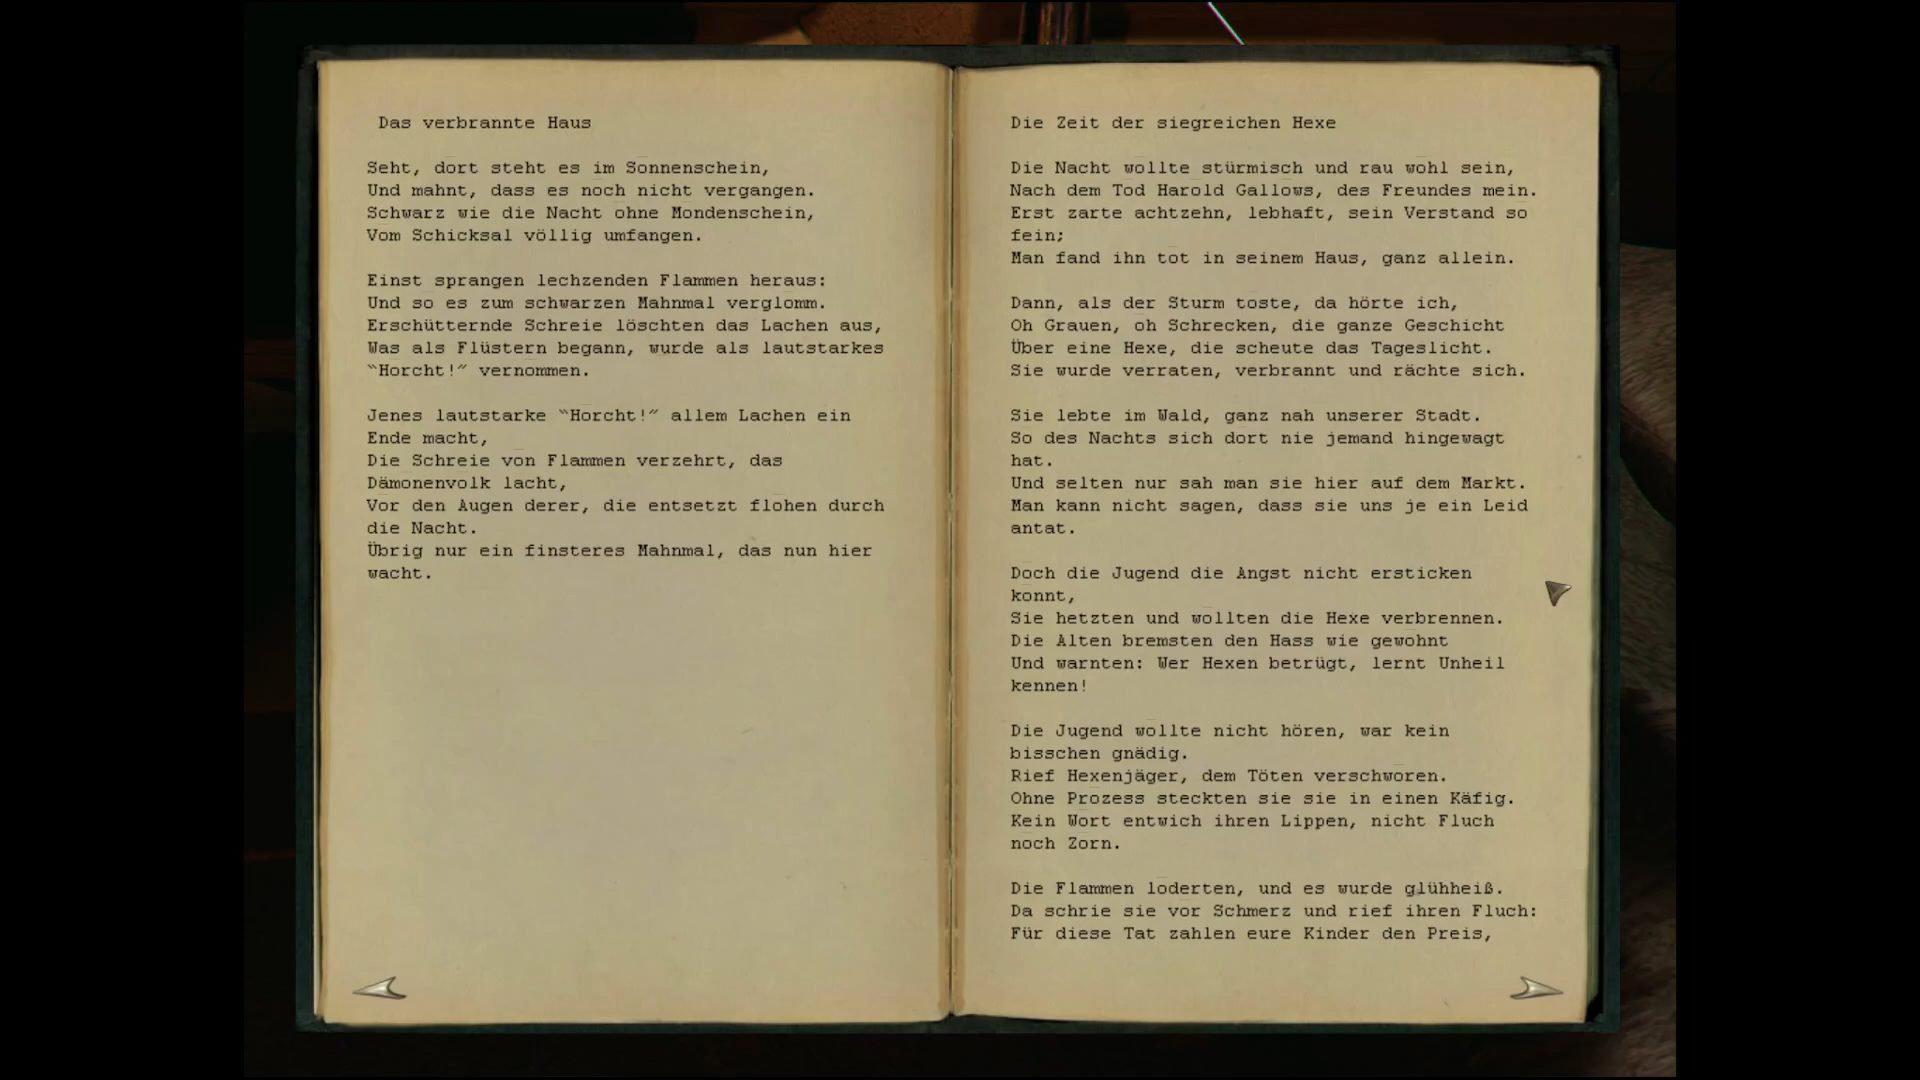 Das verbrannte Haus
Seht, dort steht es im Sonnenschein,
Und mahnt, dass es noch nicht vergangen.
Schwarz wie die Nacht ohne Mondenschein,
Vom Schicksal völlig umfangen.
Einst sprangen lechzenden Flammen heraus:
Und so es zum schwarzen Mahnmal verglomm.
Erschütternde Schreie löschten das Lachen aus,
Was als Flüstern begann, wurde als lautstarkes
“Horcht!” vernommen.
Jenes lautstarke “Horcht!” allem Lachen ein
Ende macht,
Die Schreie von Flammen verzehrt, das
Dämonenvolk lacht,
Vor den Augen derer, die entsetzt flohen durch
die Nacht.
Übrig nur ein finsteres Mahnmal, das nun hier
wacht.
Die Zeit der siegreichen Hexe
Die Nacht wollte stürmisch und rau wohl sein,
Nach dem Tod Harold Gallows, des Freundes mein.
Erst zarte achtzehn, lebhaft, sein Verstand so
fein;
Man fand ihn tot in seinem Haus, ganz allein.
Dann, als der Sturm toste, da hörte ich,
Oh Grauen, oh Schrecken, die ganze Geschicht
Über eine Hexe, die scheute das Tageslicht.
Sie wurde verraten, verbrannt und rächte sich.
Sie lebte im Wald, ganz nah unserer Stadt.
So des Nachts sich dort nie jemand hingewagt
hat.
Und selten nur sah man sie hier auf dem Markt.
Man kann nicht sagen, dass sie uns je ein Leid
antat.
Doch die Jugend die Angst nicht ersticken
konnt,
Sie hetzten und wollten die Hexe verbrennen.
Die Alten bremsten den Hass wie gewohnt
Und warnten: Wer Hexen betrügt, lernt Unheil
kennen!
Die Jugend wollte nicht hören, war kein
bisschen gnädig.
Rief Hexenjäger, dem Töten verschworen.
Ohne Prozess steckten sie sie in einen Käfig.
Kein Wort entwich ihren Lippen, nicht Fluch
noch Zorn.
Die Flammen loderten, und es wurde glühheiß.
Da schrie sie vor Schmerz und rief ihren Fluch:
Für diese Tat zahlen eure Kinder den Preis,